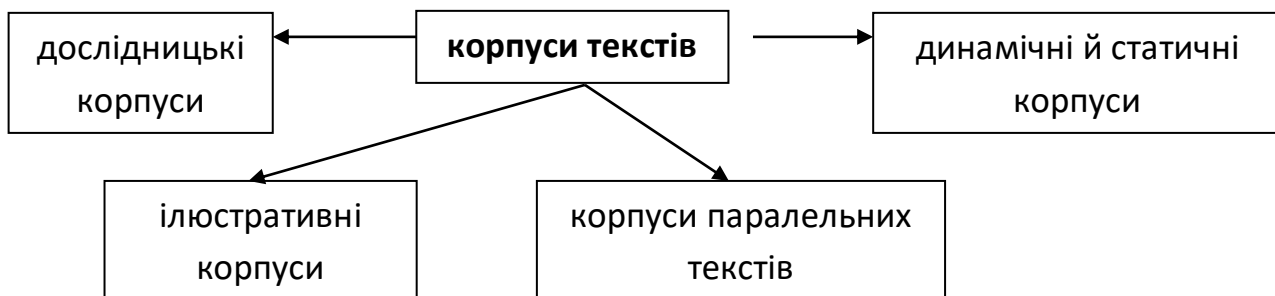 дослідницькі
корпуси
корпуси текстів
динамічні й статичні
корпуси
ілюстративні
корпуси
корпуси паралельних
текстів